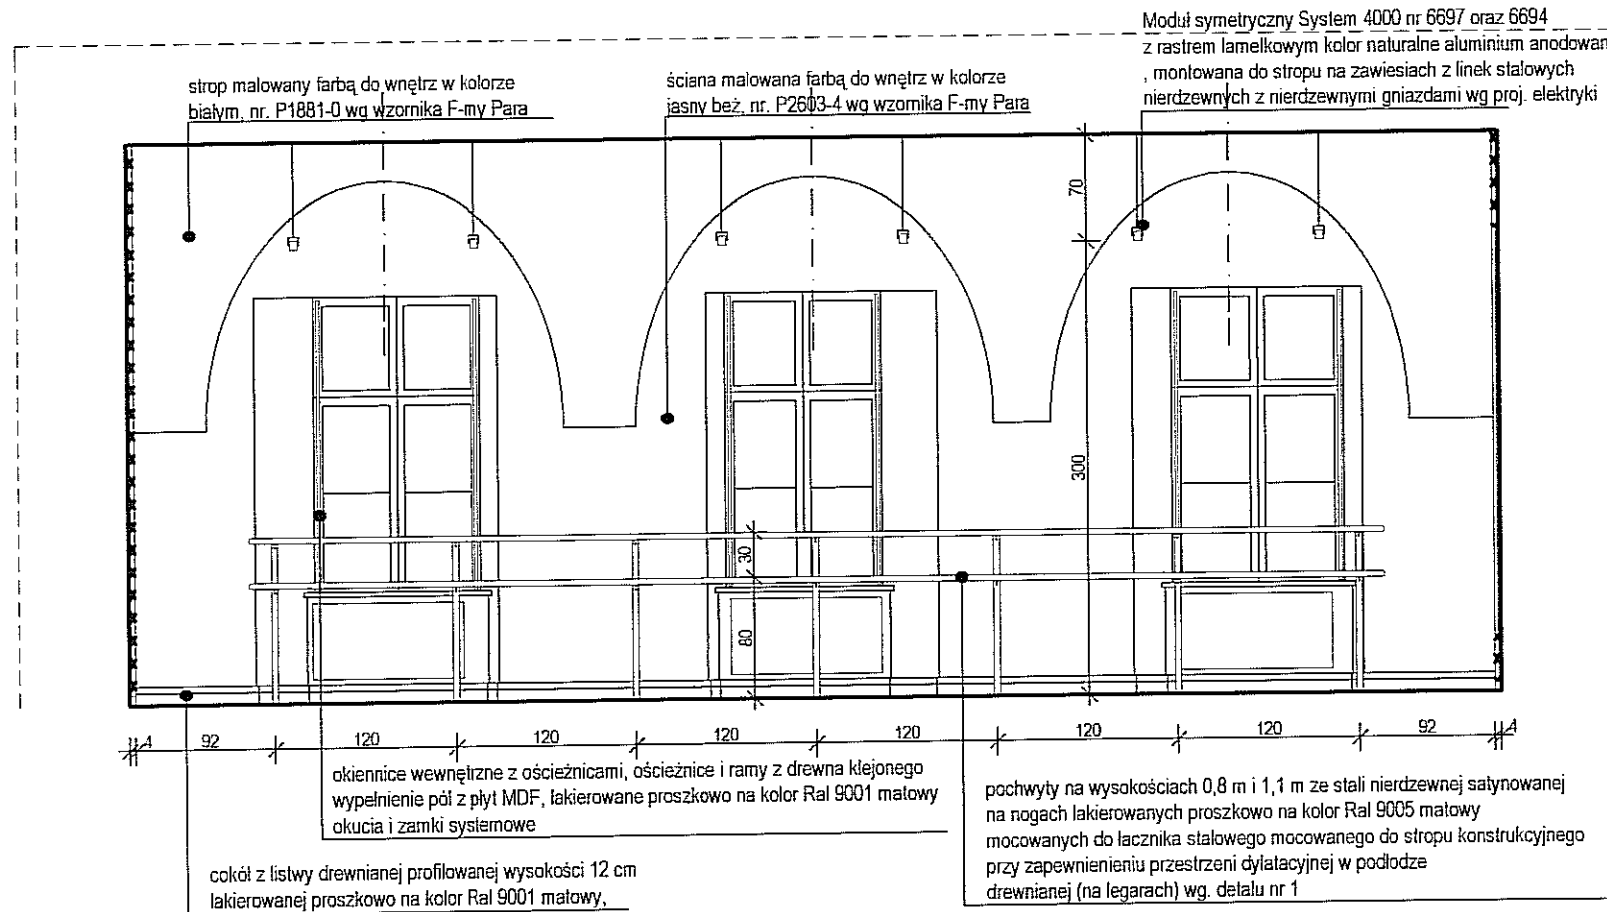 Moduł symetryczny System 4000 nr 6697 oraz 6694
z rastrem lamelkowym kolor naturalne aluminium anodowan
, montowana do stropu na zawiesiach z linek stalowych
nierdzewnych z nierdzewnymi gniazdami wg proj. elektryki
strop malowany farbą do wnętrz w kolorze
białym, nr. P1881-0 wg wzornika F-my Para
ściana malowana farbą do wnętrz w kolorze
jasny beż, nr. P2603-4 wg wzornika F-my Para
70
300
30
80
4 92 120 120 120 120 120 120 92 4
okiennice wewnętrzne z ościeżnicami, ościeżnice i ramy z drewna klejonego
wypełnienie pól z płyt MDF, lakierowane proszkowo na kolor Ral 9001 matowy
okucia i zamki systemowe
pochwyty na wysokościach 0,8 m i 1,1 m ze stali nierdzewnej satynowanej
na nogach lakierowanych proszkowo na kolor Ral 9005 matowy
mocowanych do łacznika stalowego mocowanego do stropu konstrukcyjnego
przy zapewnienieniu przestrzeni dylatacyjnej w podłodze
drewnianej (na legarach) wg. detalu nr 1
cokół z listwy drewnianej profilowanej wysokości 12 cm
lakierowanej proszkowo na kolor Ral 9001 matowy,